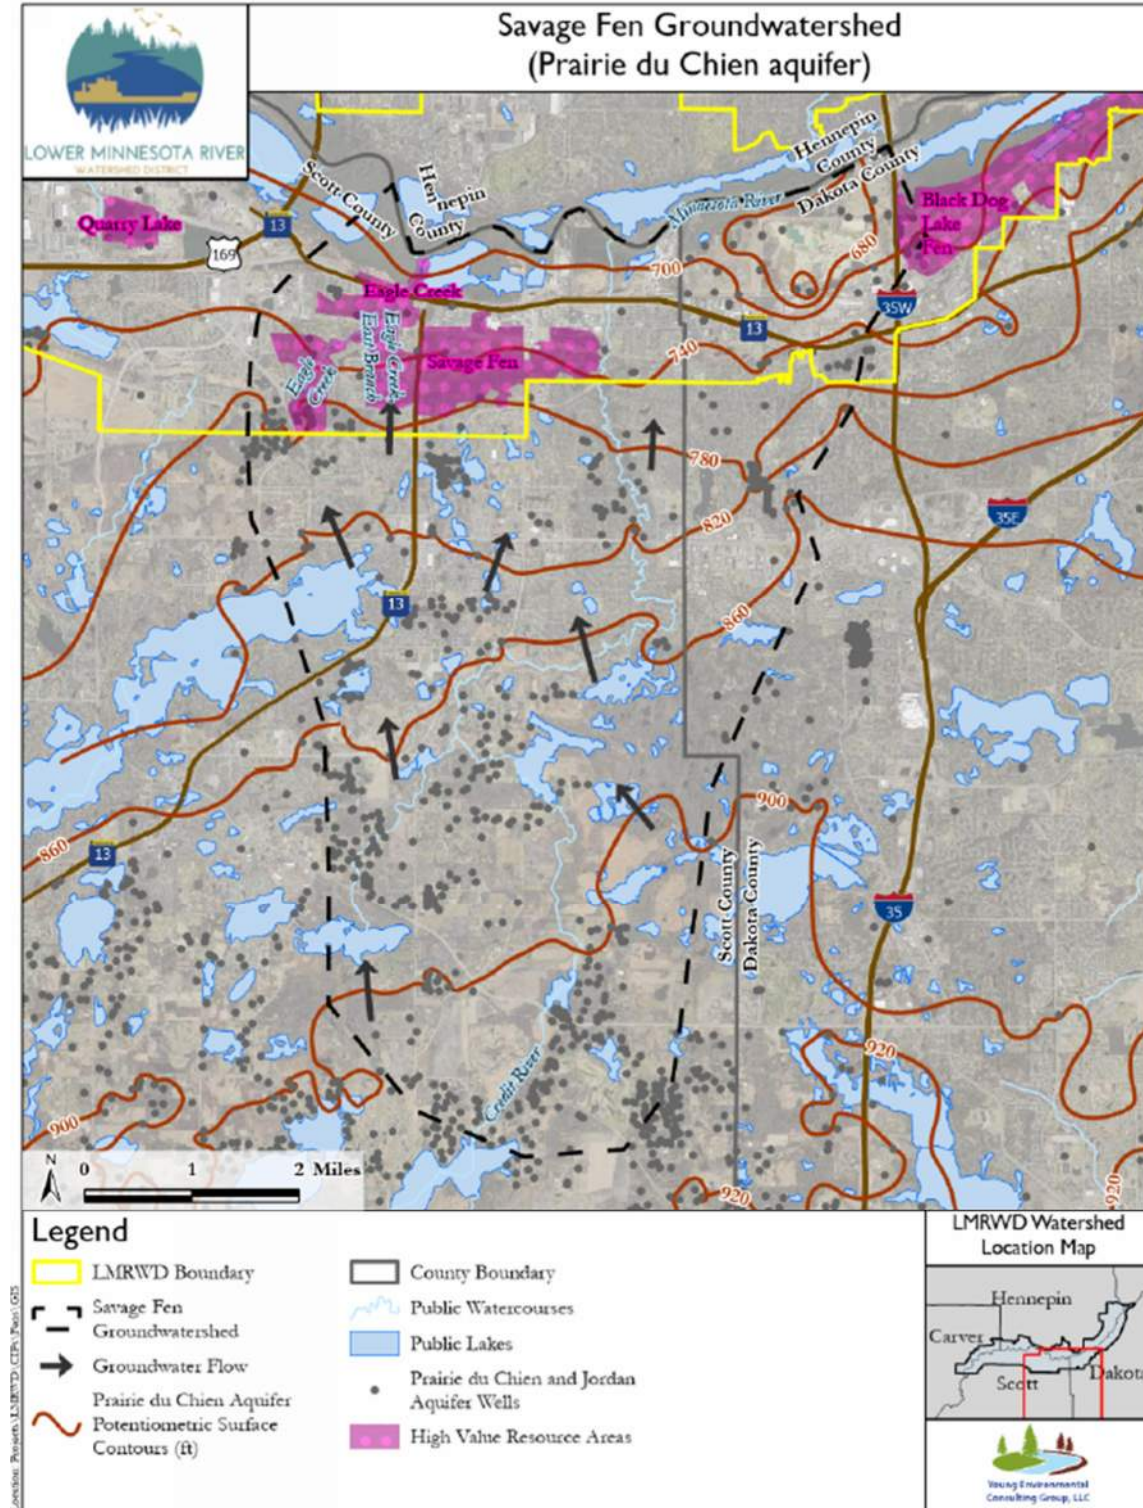 Savage Fen Groundwatershed
(Prairie du Chien aquifer)
LOWER MINNESOTA RIVER
WATERSHED DISTRICT
Quarry Lake
169
13
Scott County
Hennepin
County
Hennepin
County
Dakota County
Minnesota River
Black Dog
Lake
Fen
680
700
Eagle Creek
35W
13
740
Eagle
Creek
Eagle Creek
East Branch
Savage Fen
780
820
35E
13
860
900
860
13
Scott County
Dakota County
35
920
Credit River
900
920
920
N
0 1 2 Miles
Legend
LMRWD Boundary
Savage Fen
Groundwatershed
Groundwater Flow
Prairie du Chien Aquifer
Potentiometric Surface
Contours (ft)
County Boundary
Public Watercourses
Public Lakes
Prairie du Chien and Jordan
Aquifer Wells
High Value Resource Areas
LMRWD Watershed
Location Map
Hennepin
Carver
Scott
Dakota
Young Environmental
Consulting Group, LLC